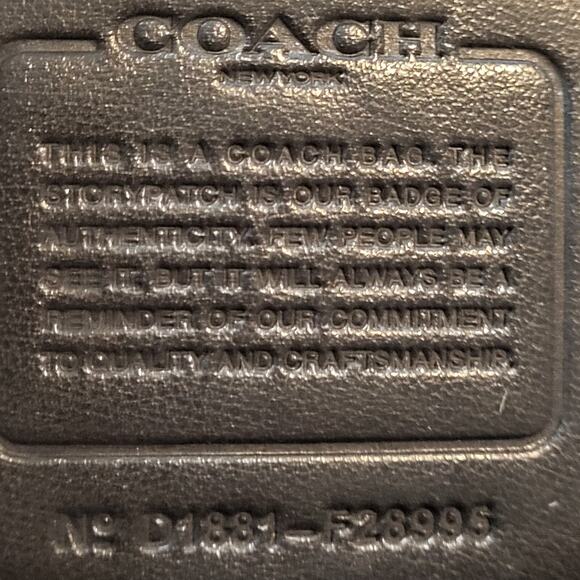 COACH
NEW YORK
THIS IS A COACH BAG. THE
STORYPATCH IS OUR BADGE OF
AUTHENTICITY. FEW PEOPLE MAY
SEE IT, BUT IT WILL ALWAYS BE A
REMINDER OF OUR COMMITMENT
TO QUALITY AND CRAFTSMANSHIP.
Nº D1881-F28995